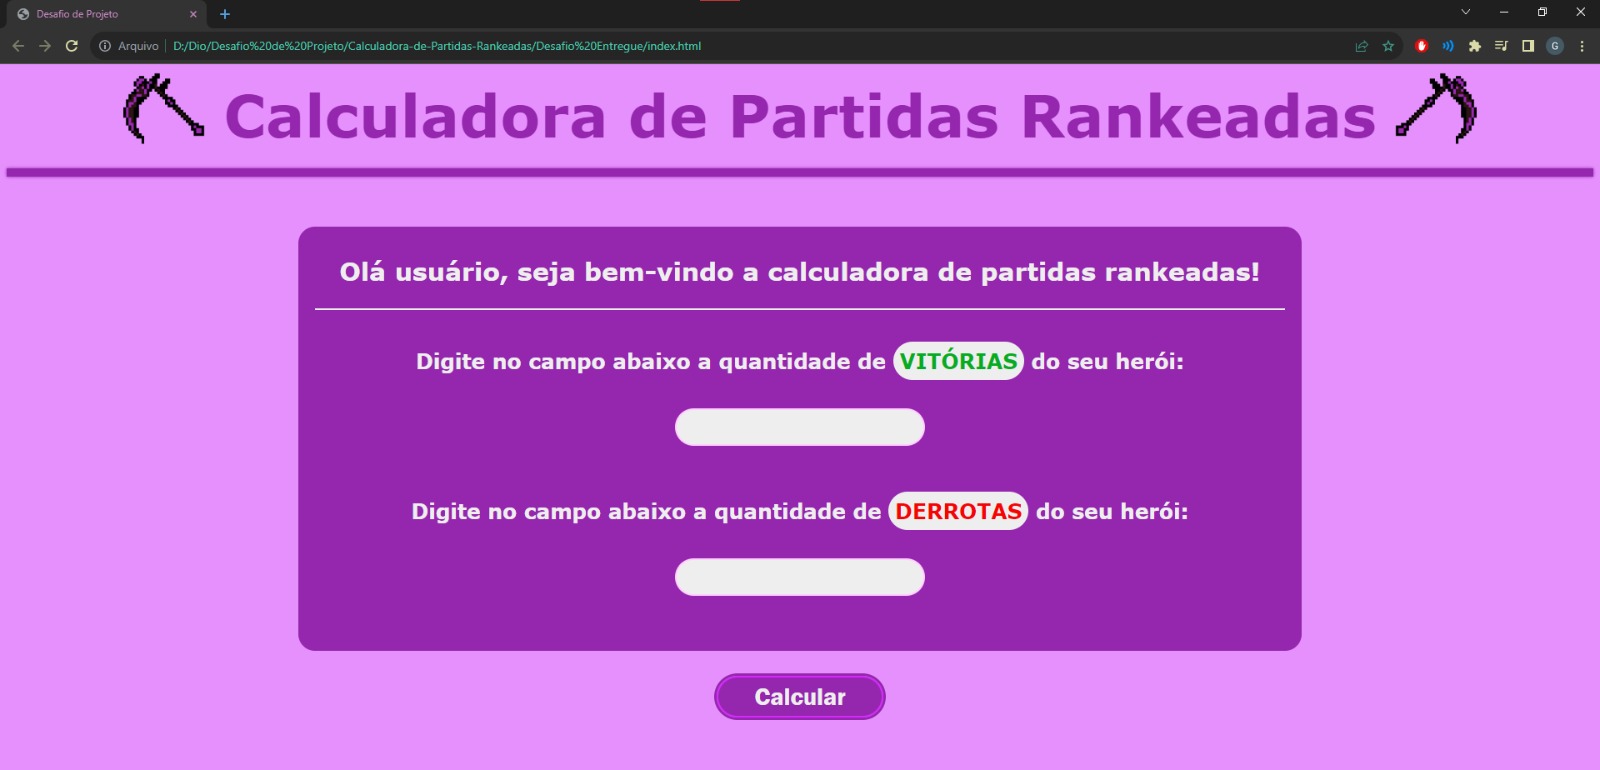 Desafio de Projeto
Arquivo D:/Dio/Desafio%20de%20Projeto/Calculadora-de-Partidas-Rankeadas/Desafio%20Entregue/index.html
G
Calculadora de Partidas Rankeadas
Olá usuário, seja bem-vindo a calculadora de partidas rankeadas!
Digite no campo abaixo a quantidade de VITÓRIAS do seu herói:
Digite no campo abaixo a quantidade de DERROTAS do seu herói:
Calcular